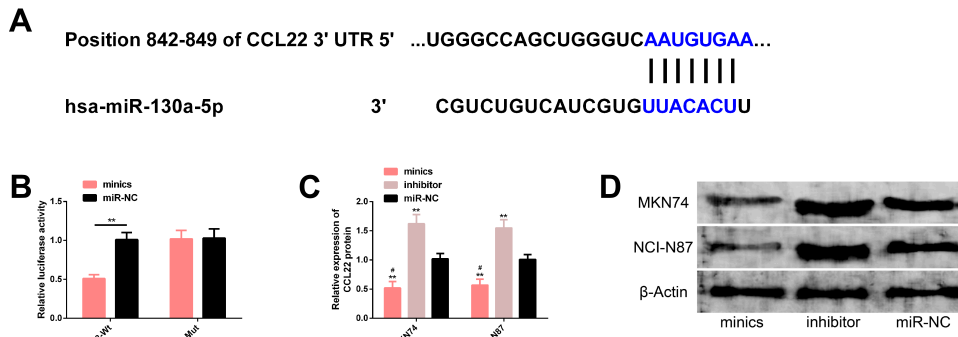 A
Position 842-849 of CCL22 3' UTR 5' ...UGGGCCAGCUGGGUCAAUGUGAA...
hsa-miR-130a-5p 3' CGUCUGUCAUCGUGUUACACUU
B
minics
miR-NC
Relative luciferase activity
1.5
1.0
0.5
0.0
**
-Wt
Mut
C
minics
inhibitor
miR-NC
Relative expression of
CCL22 protein
2.0
1.5
1.0
0.5
0.0
#
**
**
#
**
**
N74
N87
D
MKN74
NCI-N87
β-Actin
minics inhibitor miR-NC